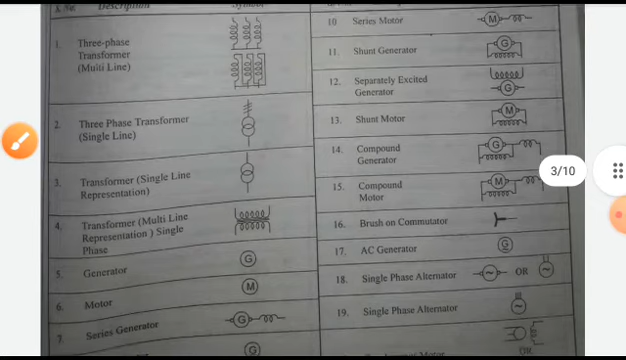 S.No. Description Symbol
1. Three-phase
Transformer
(Multi Line)
2. Three Phase Transformer
(Single Line)
3. Transformer (Single Line
Representation)
4. Transformer (Multi Line
Representation ) Single
Phase
5. Generator G
6. Motor M
7. Series Generator G
G
10 Series Motor M
11. Shunt Generator G
12. Separately Excited
Generator G
13. Shunt Motor M
14. Compound
Generator G
15. Compound
Motor M
16. Brush on Commutator
17. AC Generator G
18. Single Phase Alternator ~ OR ~
19. Single Phase Alternator ~
Motor
OR
3/10